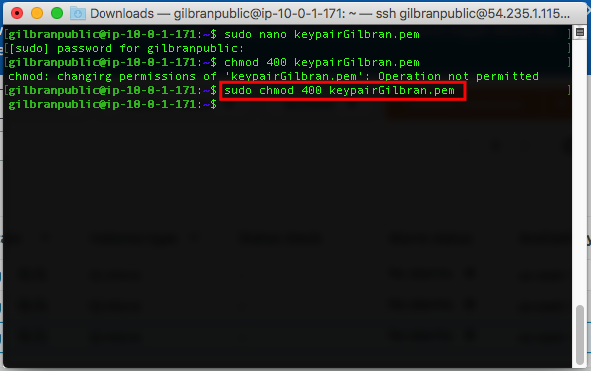 Downloads — gilbranpublic@ip-10-0-1-171: ~ — ssh gilbranpublic@54.235.1.115...
[gilbranpublic@ip-10-0-1-171:~$ sudo nano keypairGilbran.pem ]
[[sudo] password for gilbranpublic: ]
[gilbranpublic@ip-10-0-1-171:~$ chmod 400 keypairGilbran.pem ]
chmod: changing permissions of 'keypairGilbran.pem': Operation not permitted
[gilbranpublic@ip-10-0-1-171:~$ sudo chmod 400 keypairGilbran.pem ]
gilbranpublic@ip-10-0-1-171:~$